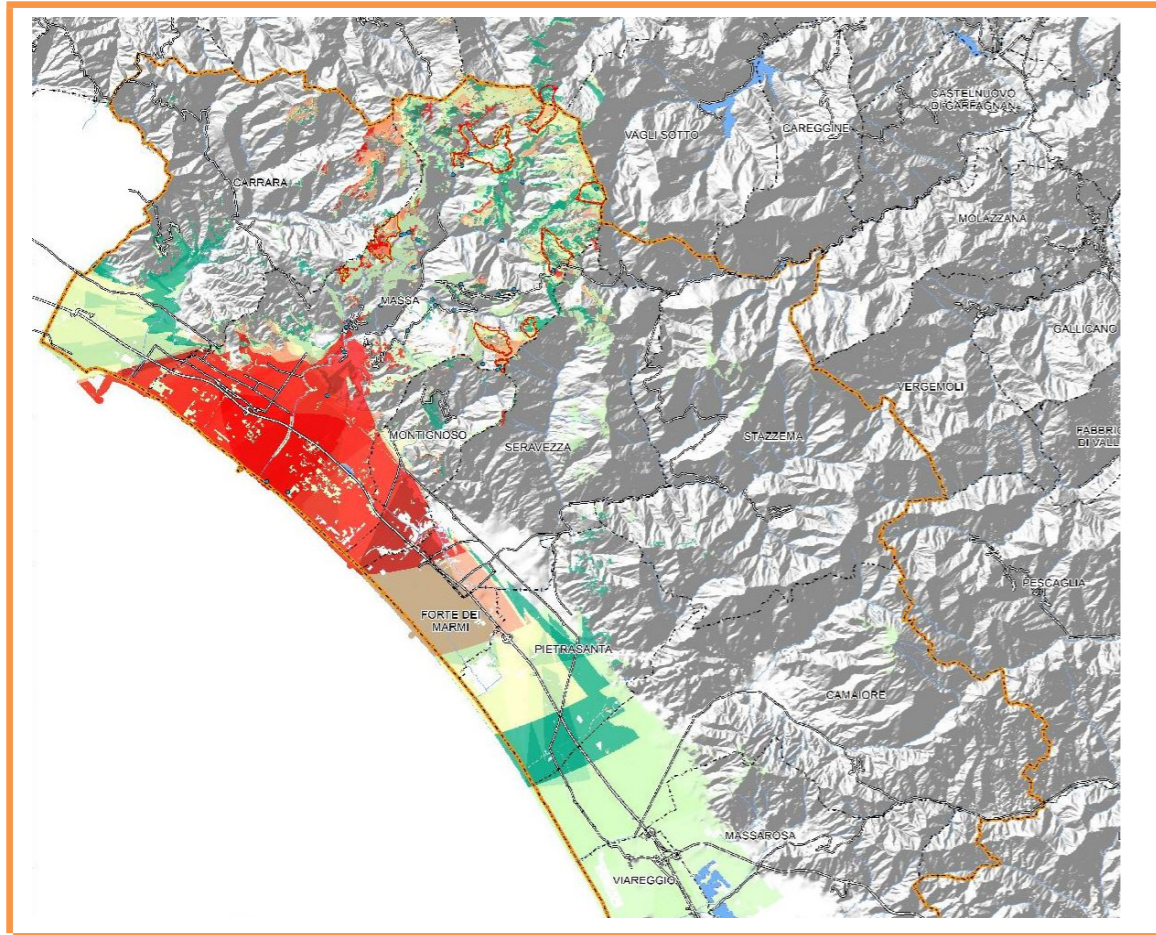 CASTELNUOVO
DI GARFAGNAN
VAGLI SOTTO
CAREGGINE
CARRARA
MOLAZZANA
MASSA
GALLICANO
VERGEMOLI
MONTIGNOSO
SERAVEZZA
STAZZEMA
FABBRIC
DI VALL
PESCAGLIA
FORTE DEI
MARMI
PIETRASANTA
CAMAIORE
MASSAROSA
VIAREGGIO